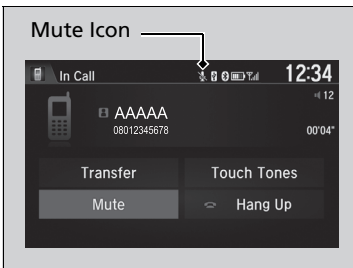 Mute Icon
In Call 12:34
12
AAAAA
08012345678 00'04"
Transfer Touch Tones
Mute Hang Up